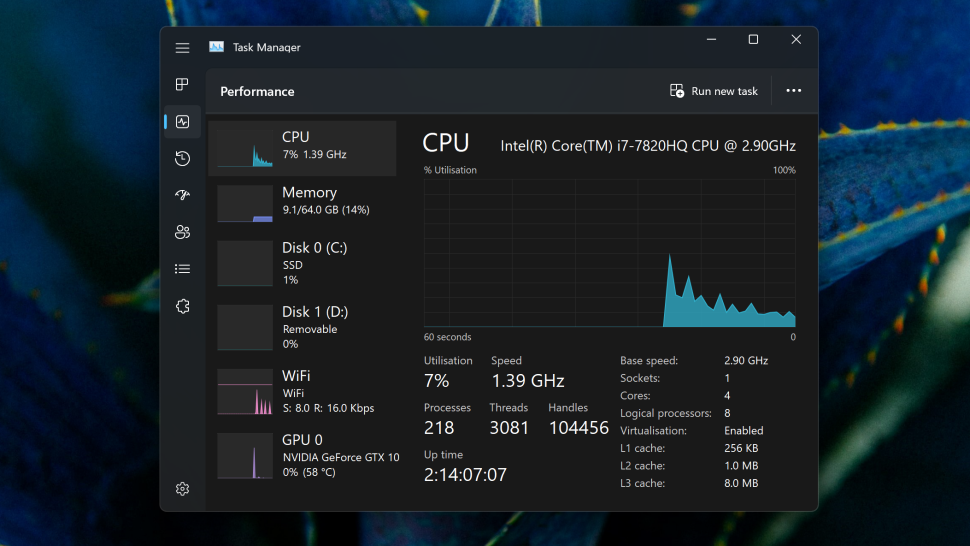 Task Manager
Performance
Run new task
CPU
7% 1.39 GHz
Memory
9.1/64.0 GB (14%)
Disk 0 (C:)
SSD
1%
Disk 1 (D:)
Removable
0%
WiFi
WiFi
S: 8.0 R: 16.0 Kbps
GPU 0
NVIDIA GeForce GTX 10
0% (58 °C)
CPU Intel(R) Core(TM) i7-7820HQ CPU @ 2.90GHz
% Utilisation 100%
60 seconds 0
Utilisation Speed
7% 1.39 GHz
Processes Threads Handles
218 3081 104456
Up time
2:14:07:07
Base speed: 2.90 GHz
Sockets: 1
Cores: 4
Logical processors: 8
Virtualisation: Enabled
L1 cache: 256 KB
L2 cache: 1.0 MB
L3 cache: 8.0 MB